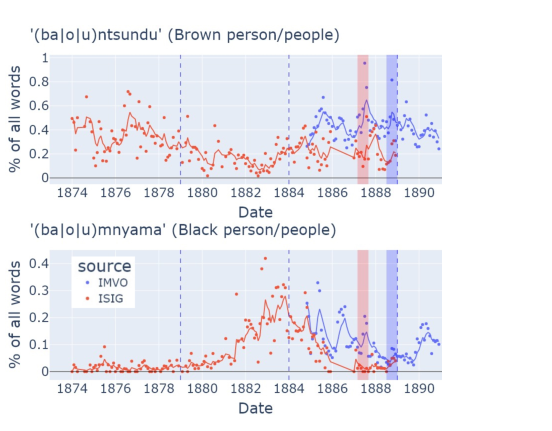 '(ba|o|u)ntsundu' (Brown person/people)
% of all words
1
0.8
0.6
0.4
0.2
0
1874 1876 1878 1880 1882 1884 1886 1888 1890
Date
'(ba|o|u)mnyama' (Black person/people)
% of all words
0.4
0.3
0.2
0.1
0
source
IMVO
ISIG
1874 1876 1878 1880 1882 1884 1886 1888 1890
Date